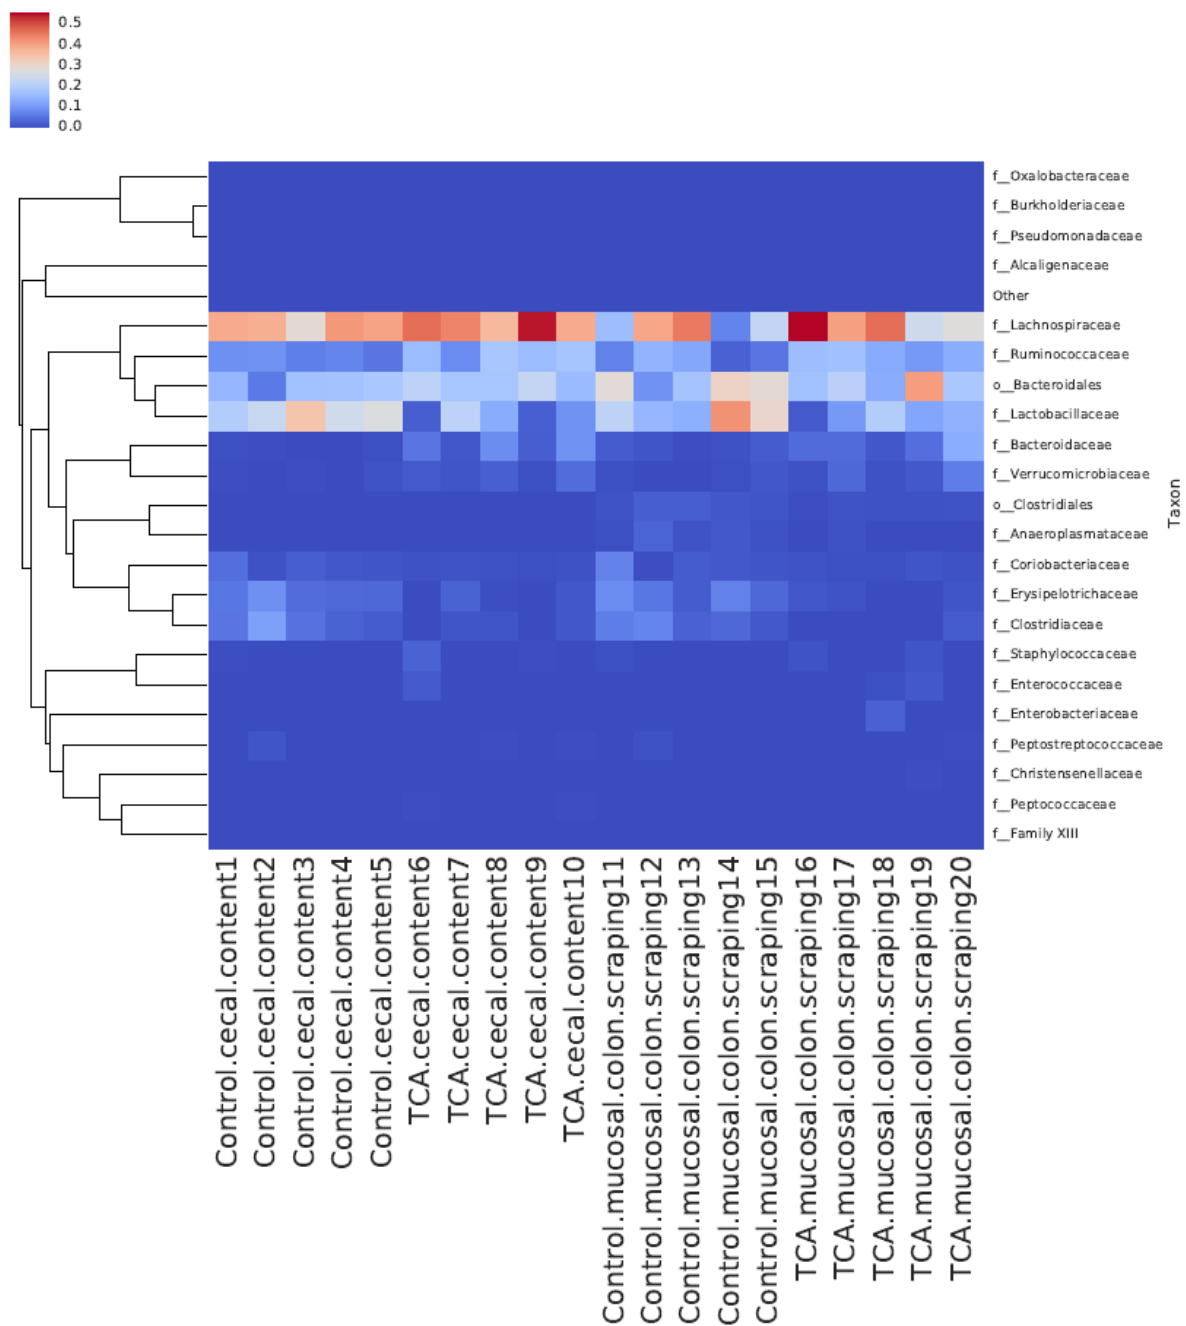 0.5
0.4
0.3
0.2
0.1
0.0
f__Oxalobacteraceae
f__Burkholderiaceae
f__Pseudomonadaceae
f__Alcaligenaceae
Other
f__Lachnospiraceae
f__Ruminococcaceae
o__Bacteroidales
f__Lactobacillaceae
f__Bacteroidaceae
f__Verrucomicrobiaceae
o__Clostridiales
f__Anaeroplasmataceae
f__Coriobacteriaceae
f__Erysipelotrichaceae
f__Clostridiaceae
f__Staphylococcaceae
f__Enterococcaceae
f__Enterobacteriaceae
f__Peptostreptococcaceae
f__Christensenellaceae
f__Peptococcaceae
f__Family XIII
Taxon
Control.cecal.content1
Control.cecal.content2
Control.cecal.content3
Control.cecal.content4
Control.cecal.content5
TCA.cecal.content6
TCA.cecal.content7
TCA.cecal.content8
TCA.cecal.content9
TCA.cecal.content10
Control.mucosal.colon.scraping11
Control.mucosal.colon.scraping12
Control.mucosal.colon.scraping13
Control.mucosal.colon.scraping14
Control.mucosal.colon.scraping15
TCA.mucosal.colon.scraping16
TCA.mucosal.colon.scraping17
TCA.mucosal.colon.scraping18
TCA.mucosal.colon.scraping19
TCA.mucosal.colon.scraping20